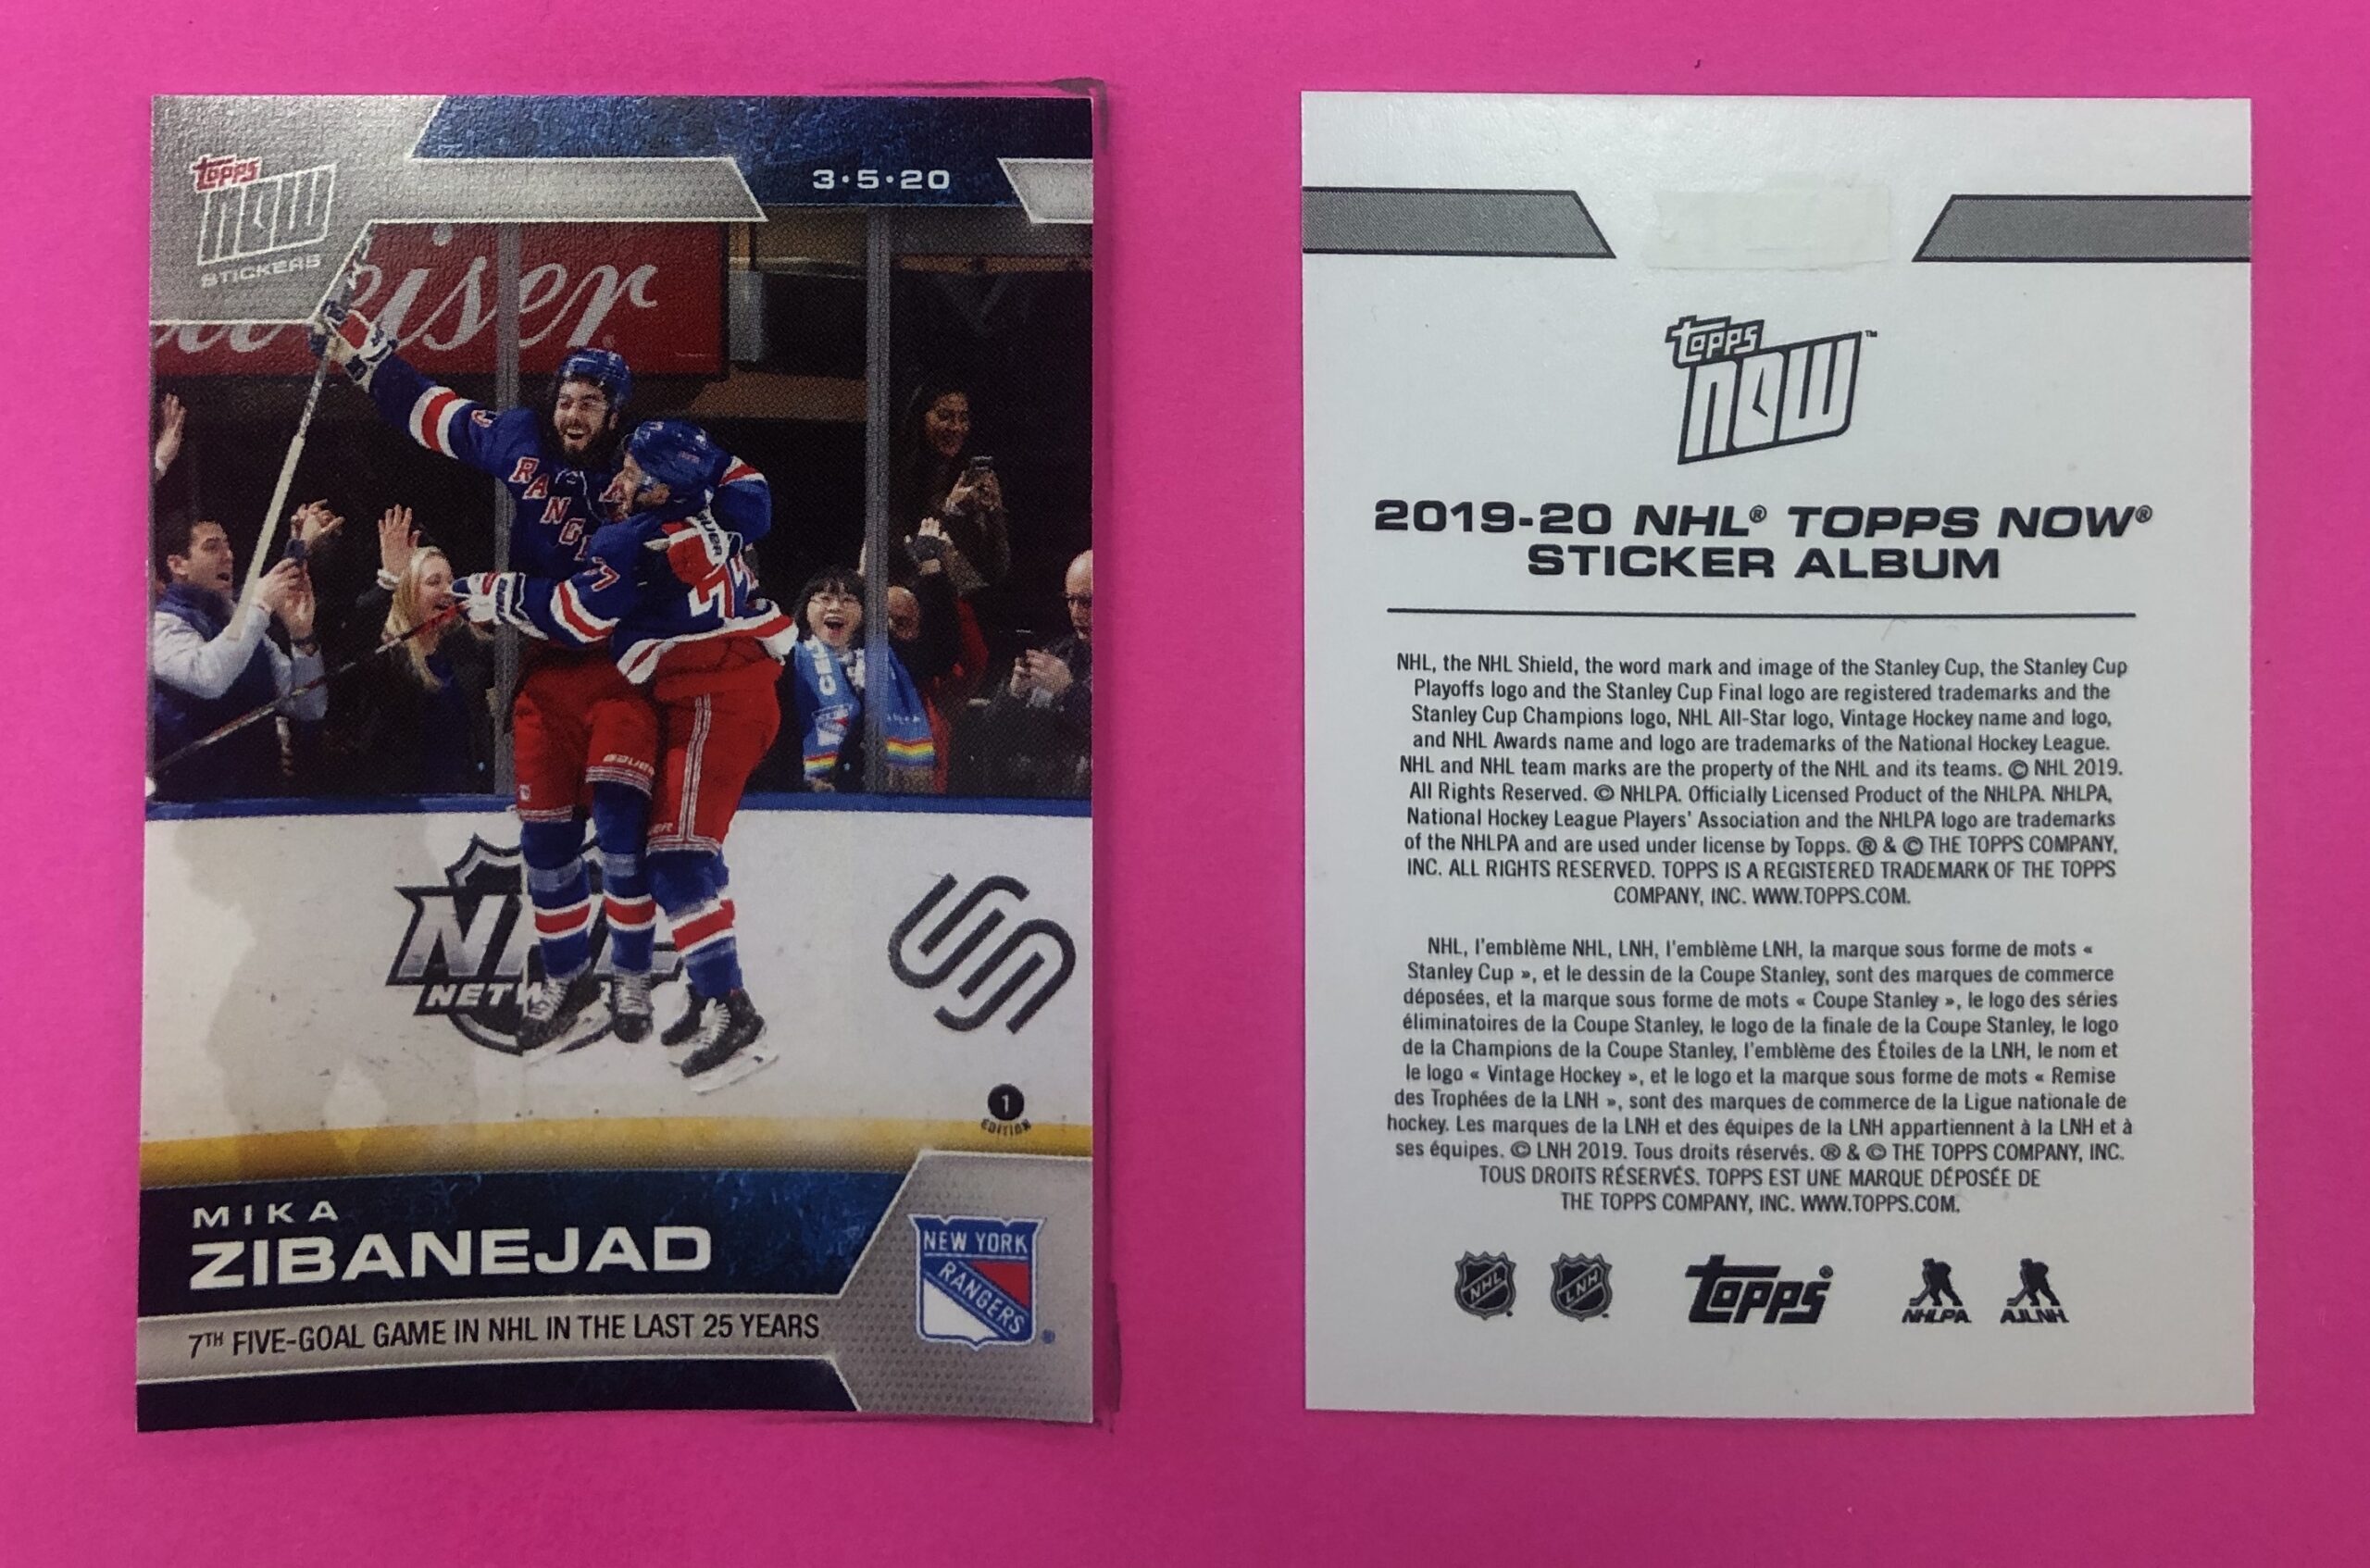 topps
NOW
STICKERS
3•5•20
eiser
RANG
7
77
BAUER
NETW
1
EDITION
MIKA
ZIBANEJAD
NEW YORK
RANGERS
®
7TH FIVE-GOAL GAME IN NHL IN THE LAST 25 YEARS
topps
NOW™
2019-20 NHL® TOPPS NOW®
STICKER ALBUM
NHL, the NHL Shield, the word mark and image of the Stanley Cup, the Stanley Cup
Playoffs logo and the Stanley Cup Final logo are registered trademarks and the
Stanley Cup Champions logo, NHL All-Star logo, Vintage Hockey name and logo,
and NHL Awards name and logo are trademarks of the National Hockey League.
NHL and NHL team marks are the property of the NHL and its teams. © NHL 2019.
All Rights Reserved. © NHLPA. Officially Licensed Product of the NHLPA. NHLPA,
National Hockey League Players' Association and the NHLPA logo are trademarks
of the NHLPA and are used under license by Topps. ® & © THE TOPPS COMPANY,
INC. ALL RIGHTS RESERVED. TOPPS IS A REGISTERED TRADEMARK OF THE TOPPS
COMPANY, INC. WWW.TOPPS.COM.
NHL, l'emblème NHL, LNH, l'emblème LNH, la marque sous forme de mots «
Stanley Cup », et le dessin de la Coupe Stanley, sont des marques de commerce
déposées, et la marque sous forme de mots « Coupe Stanley », le logo des séries
éliminatoires de la Coupe Stanley, le logo de la finale de la Coupe Stanley, le logo
de la Champions de la Coupe Stanley, l'emblème des Étoiles de la LNH, le nom et
le logo « Vintage Hockey », et le logo et la marque sous forme de mots « Remise
des Trophées de la LNH », sont des marques de commerce de la Ligue nationale de
hockey. Les marques de la LNH et des équipes de la LNH appartiennent à la LNH et à
ses équipes. © LNH 2019. Tous droits réservés. ® & © THE TOPPS COMPANY, INC.
TOUS DROITS RÉSERVÉS. TOPPS EST UNE MARQUE DÉPOSÉE DE
THE TOPPS COMPANY, INC. WWW.TOPPS.COM.
NHL LNH topps® NHLPA AJLNH